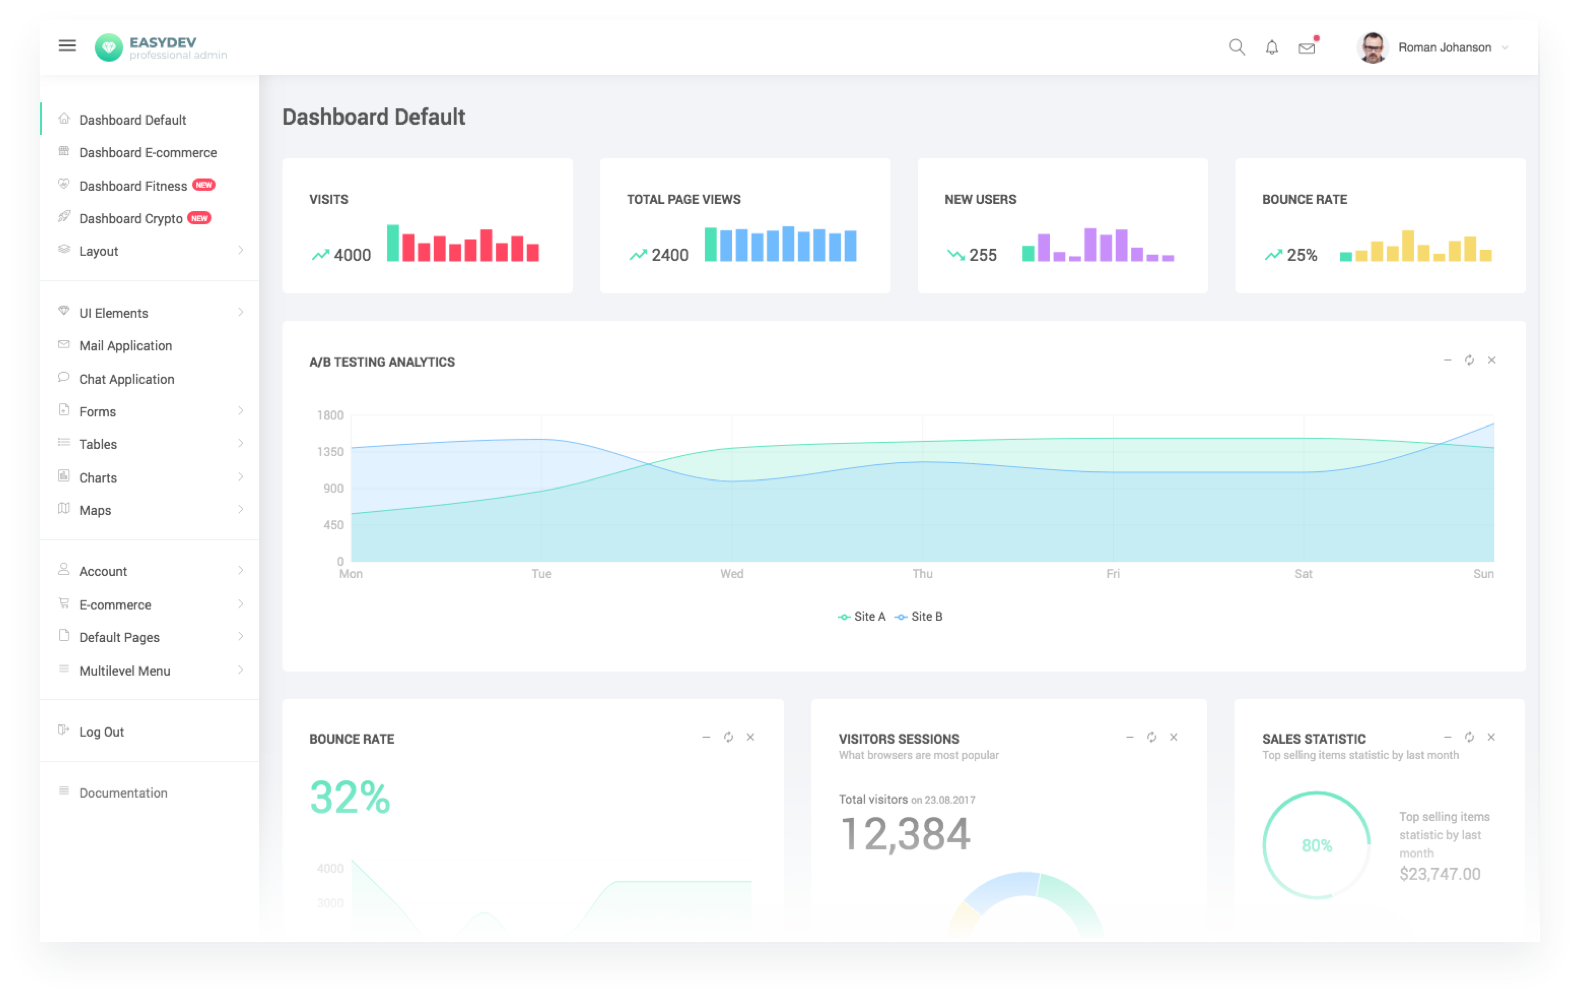 EASYDEV
professional admin
Roman Johanson
Dashboard Default
Dashboard E-commerce
Dashboard Fitness NEW
Dashboard Crypto NEW
Layout
UI Elements
Mail Application
Chat Application
Forms
Tables
Charts
Maps
Account
E-commerce
Default Pages
Multilevel Menu
Log Out
Documentation
Dashboard Default
VISITS
4000
TOTAL PAGE VIEWS
2400
NEW USERS
255
BOUNCE RATE
25%
A/B TESTING ANALYTICS
1800
1350
900
450
0
Mon Tue Wed Thu Fri Sat Sun
Site A Site B
BOUNCE RATE
32%
4000
3000
VISITORS SESSIONS
What browsers are most popular
Total visitors on 23.08.2017
12,384
SALES STATISTIC
Top selling items statistic by last month
80%
Top selling items
statistic by last
month
$23,747.00